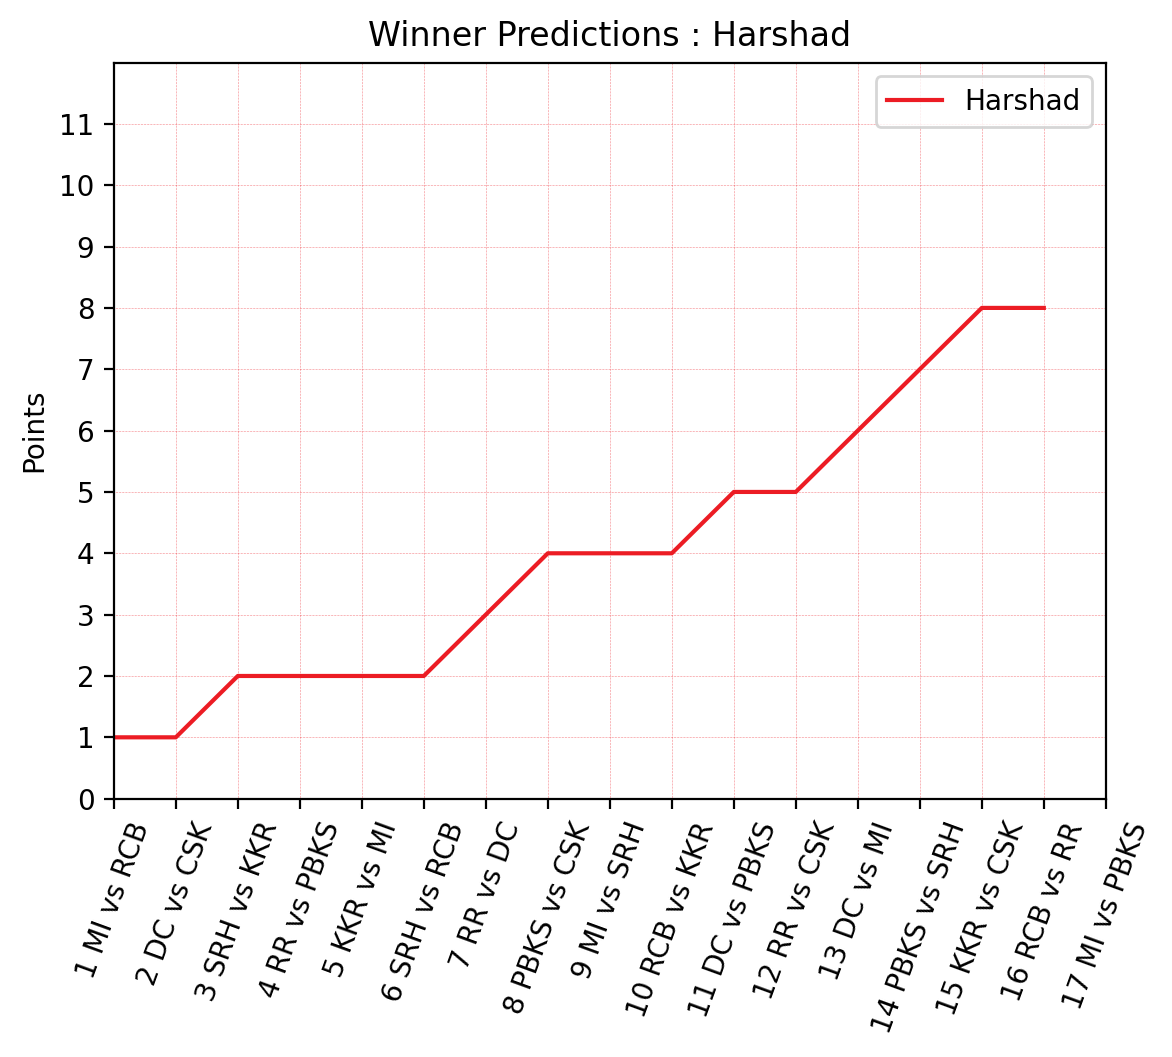 Winner Predictions : Harshad
Harshad
Points
11
10
9
8
7
6
5
4
3
2
1
0
1 MI vs RCB
2 DC vs CSK
3 SRH vs KKR
4 RR vs PBKS
5 KKR vs MI
6 SRH vs RCB
7 RR vs DC
8 PBKS vs CSK
9 MI vs SRH
10 RCB vs KKR
11 DC vs PBKS
12 RR vs CSK
13 DC vs MI
14 PBKS vs SRH
15 KKR vs CSK
16 RCB vs RR
17 MI vs PBKS